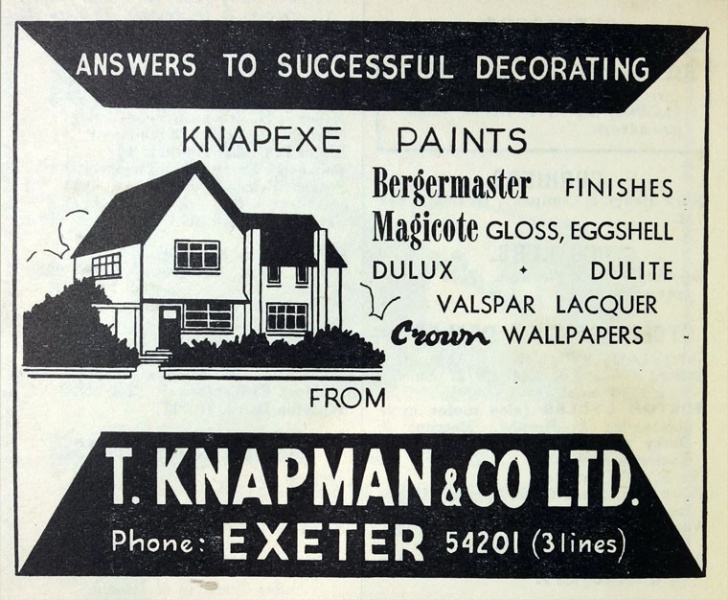 ANSWERS TO SUCCESSFUL DECORATING
KNAPEXE PAINTS
Bergermaster FINISHES
Magicote GLOSS, EGGSHELL
DULUX • DULITE
VALSPAR LACQUER
Crown WALLPAPERS
FROM
T. KNAPMAN & CO LTD.
Phone: EXETER 54201 (3 lines)